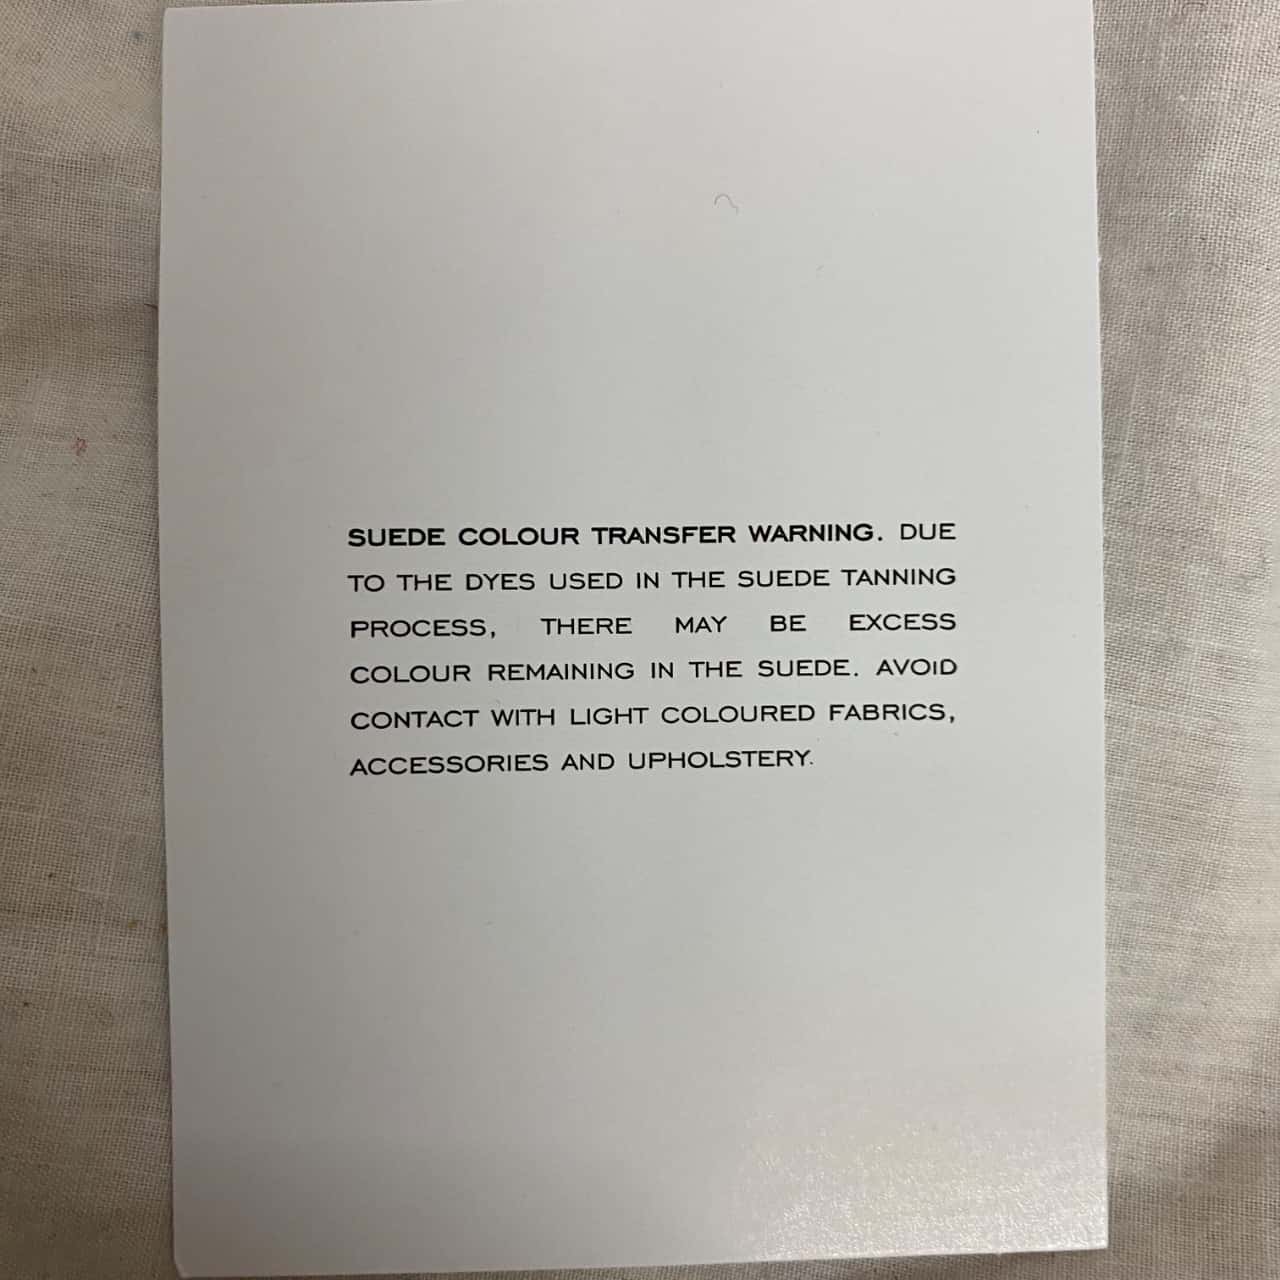 SUEDE COLOUR TRANSFER WARNING. DUE
TO THE DYES USED IN THE SUEDE TANNING
PROCESS, THERE MAY BE EXCESS
COLOUR REMAINING IN THE SUEDE. AVOID
CONTACT WITH LIGHT COLOURED FABRICS,
ACCESSORIES AND UPHOLSTERY.